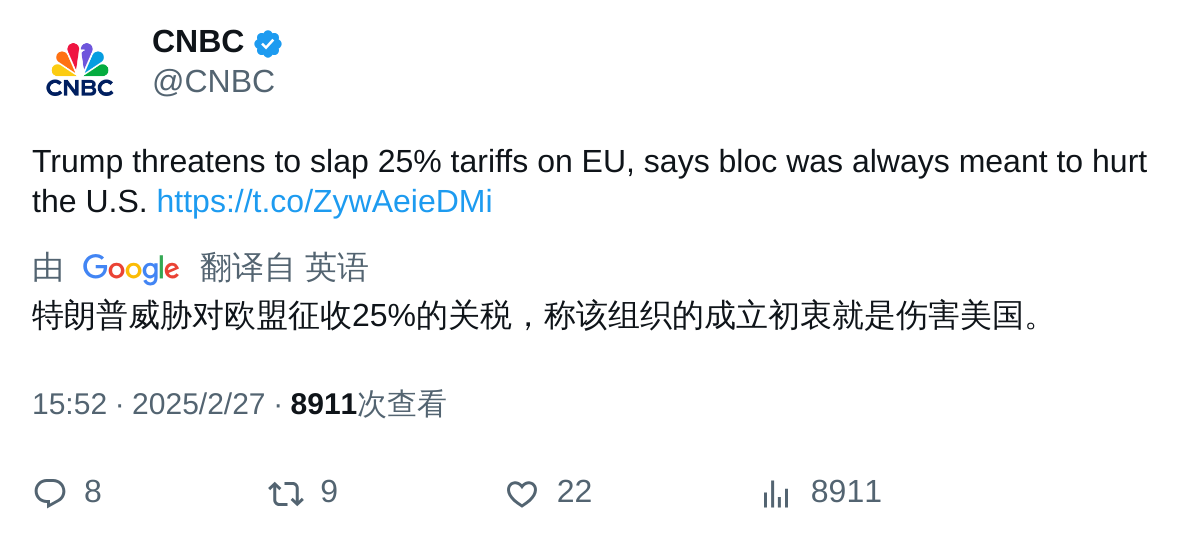 CNBC
CNBC
@CNBC
Trump threatens to slap 25% tariffs on EU, says bloc was always meant to hurt
the U.S. https://t.co/ZywAeieDMi
由 Google 翻译自 英语
特朗普威胁对欧盟征收25%的关税，称该组织的成立初衷就是伤害美国。
15:52 · 2025/2/27 · 8911次查看
8 9 22 8911